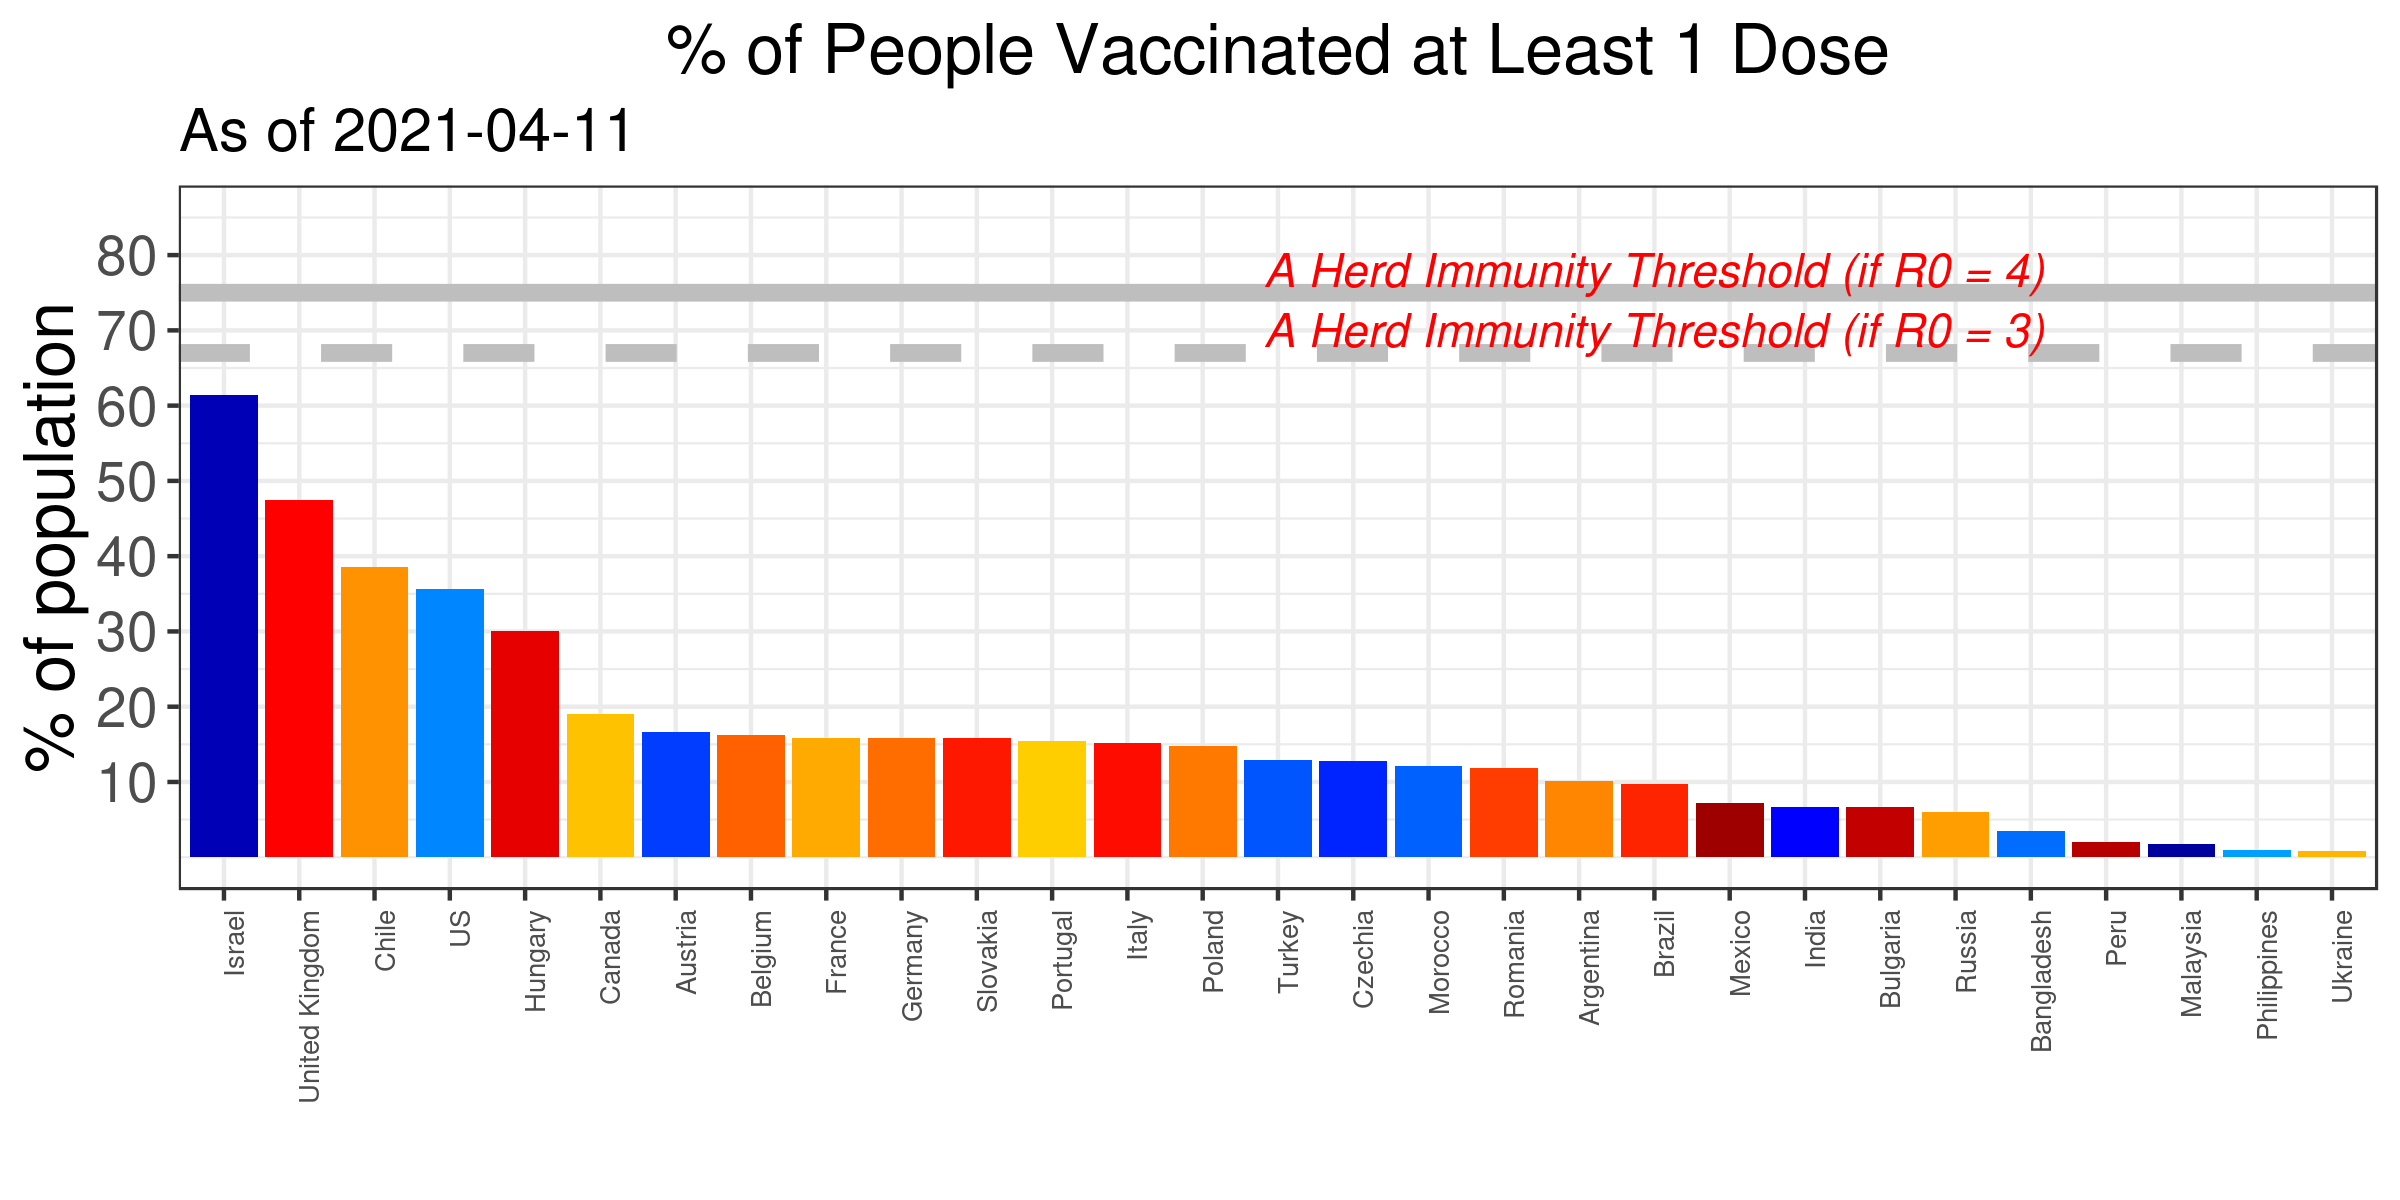 % of People Vaccinated at Least 1 Dose
As of 2021-04-11
% of population
80
70
60
50
40
30
20
10
A Herd Immunity Threshold (if R0 = 4)
A Herd Immunity Threshold (if R0 = 3)
Israel
United Kingdom
Chile
US
Hungary
Canada
Austria
Belgium
France
Germany
Slovakia
Portugal
Italy
Poland
Turkey
Czechia
Morocco
Romania
Argentina
Brazil
Mexico
India
Bulgaria
Russia
Bangladesh
Peru
Malaysia
Philippines
Ukraine